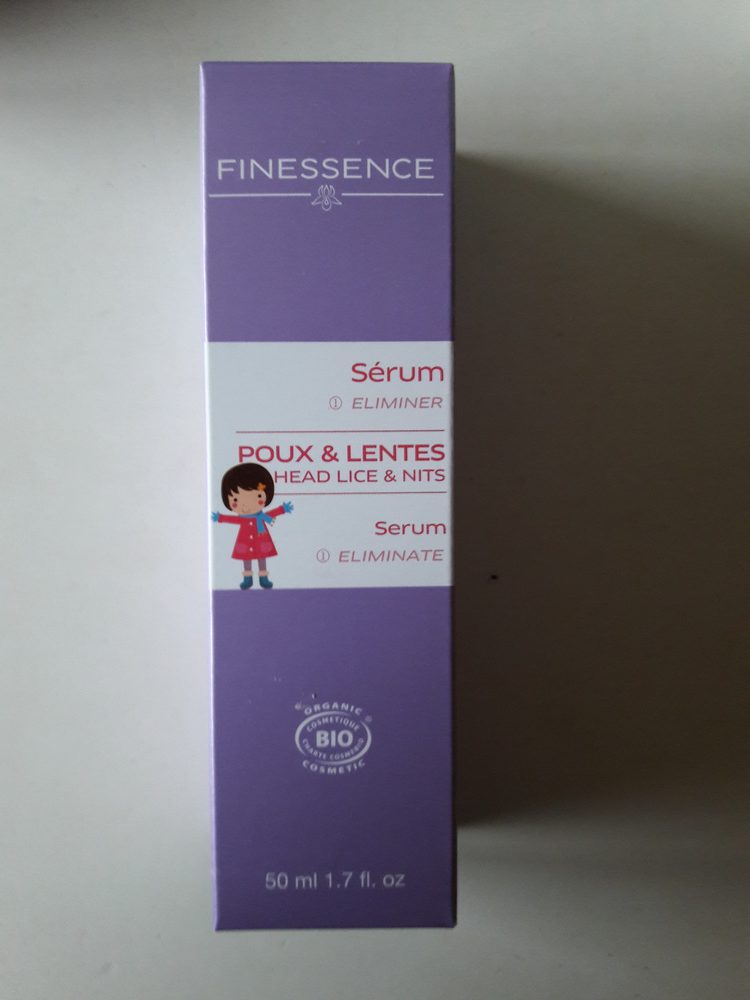 FINESSENCE
Sérum
① ELIMINER
POUX & LENTES
HEAD LICE & NITS
Serum
① ELIMINATE
ORGANIC
COSMETIQUE
BIO
CHARTE COSMEBIO
COSMETIC
50 ml 1.7 fl. oz